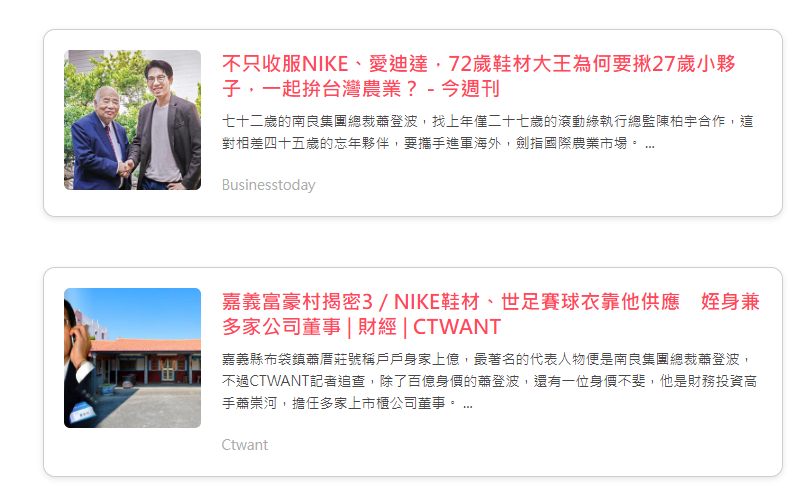 不只收服NIKE、愛迪達，72歲鞋材大王為何要揪27歲小夥
子，一起拚台灣農業？ - 今週刊
七十二歲的南良集團總裁蕭登波，找上年僅二十七歲的滾動綠執行總監陳柏宇合作，這
對相差四十五歲的忘年夥伴，要攜手進軍海外，劍指國際農業市場。 ...
Businesstoday
嘉義富豪村揭密3／NIKE鞋材、世足賽球衣靠他供應　姪身兼
多家公司董事 | 財經 | CTWANT
嘉義縣布袋鎮蕭厝莊號稱戶戶身家上億，最著名的代表人物便是南良集團總裁蕭登波，
不過CTWANT記者追查，除了百億身價的蕭登波，還有一位身價不斐，他是財務投資高
手蕭崇河，擔任多家上市櫃公司董事。 ...
Ctwant